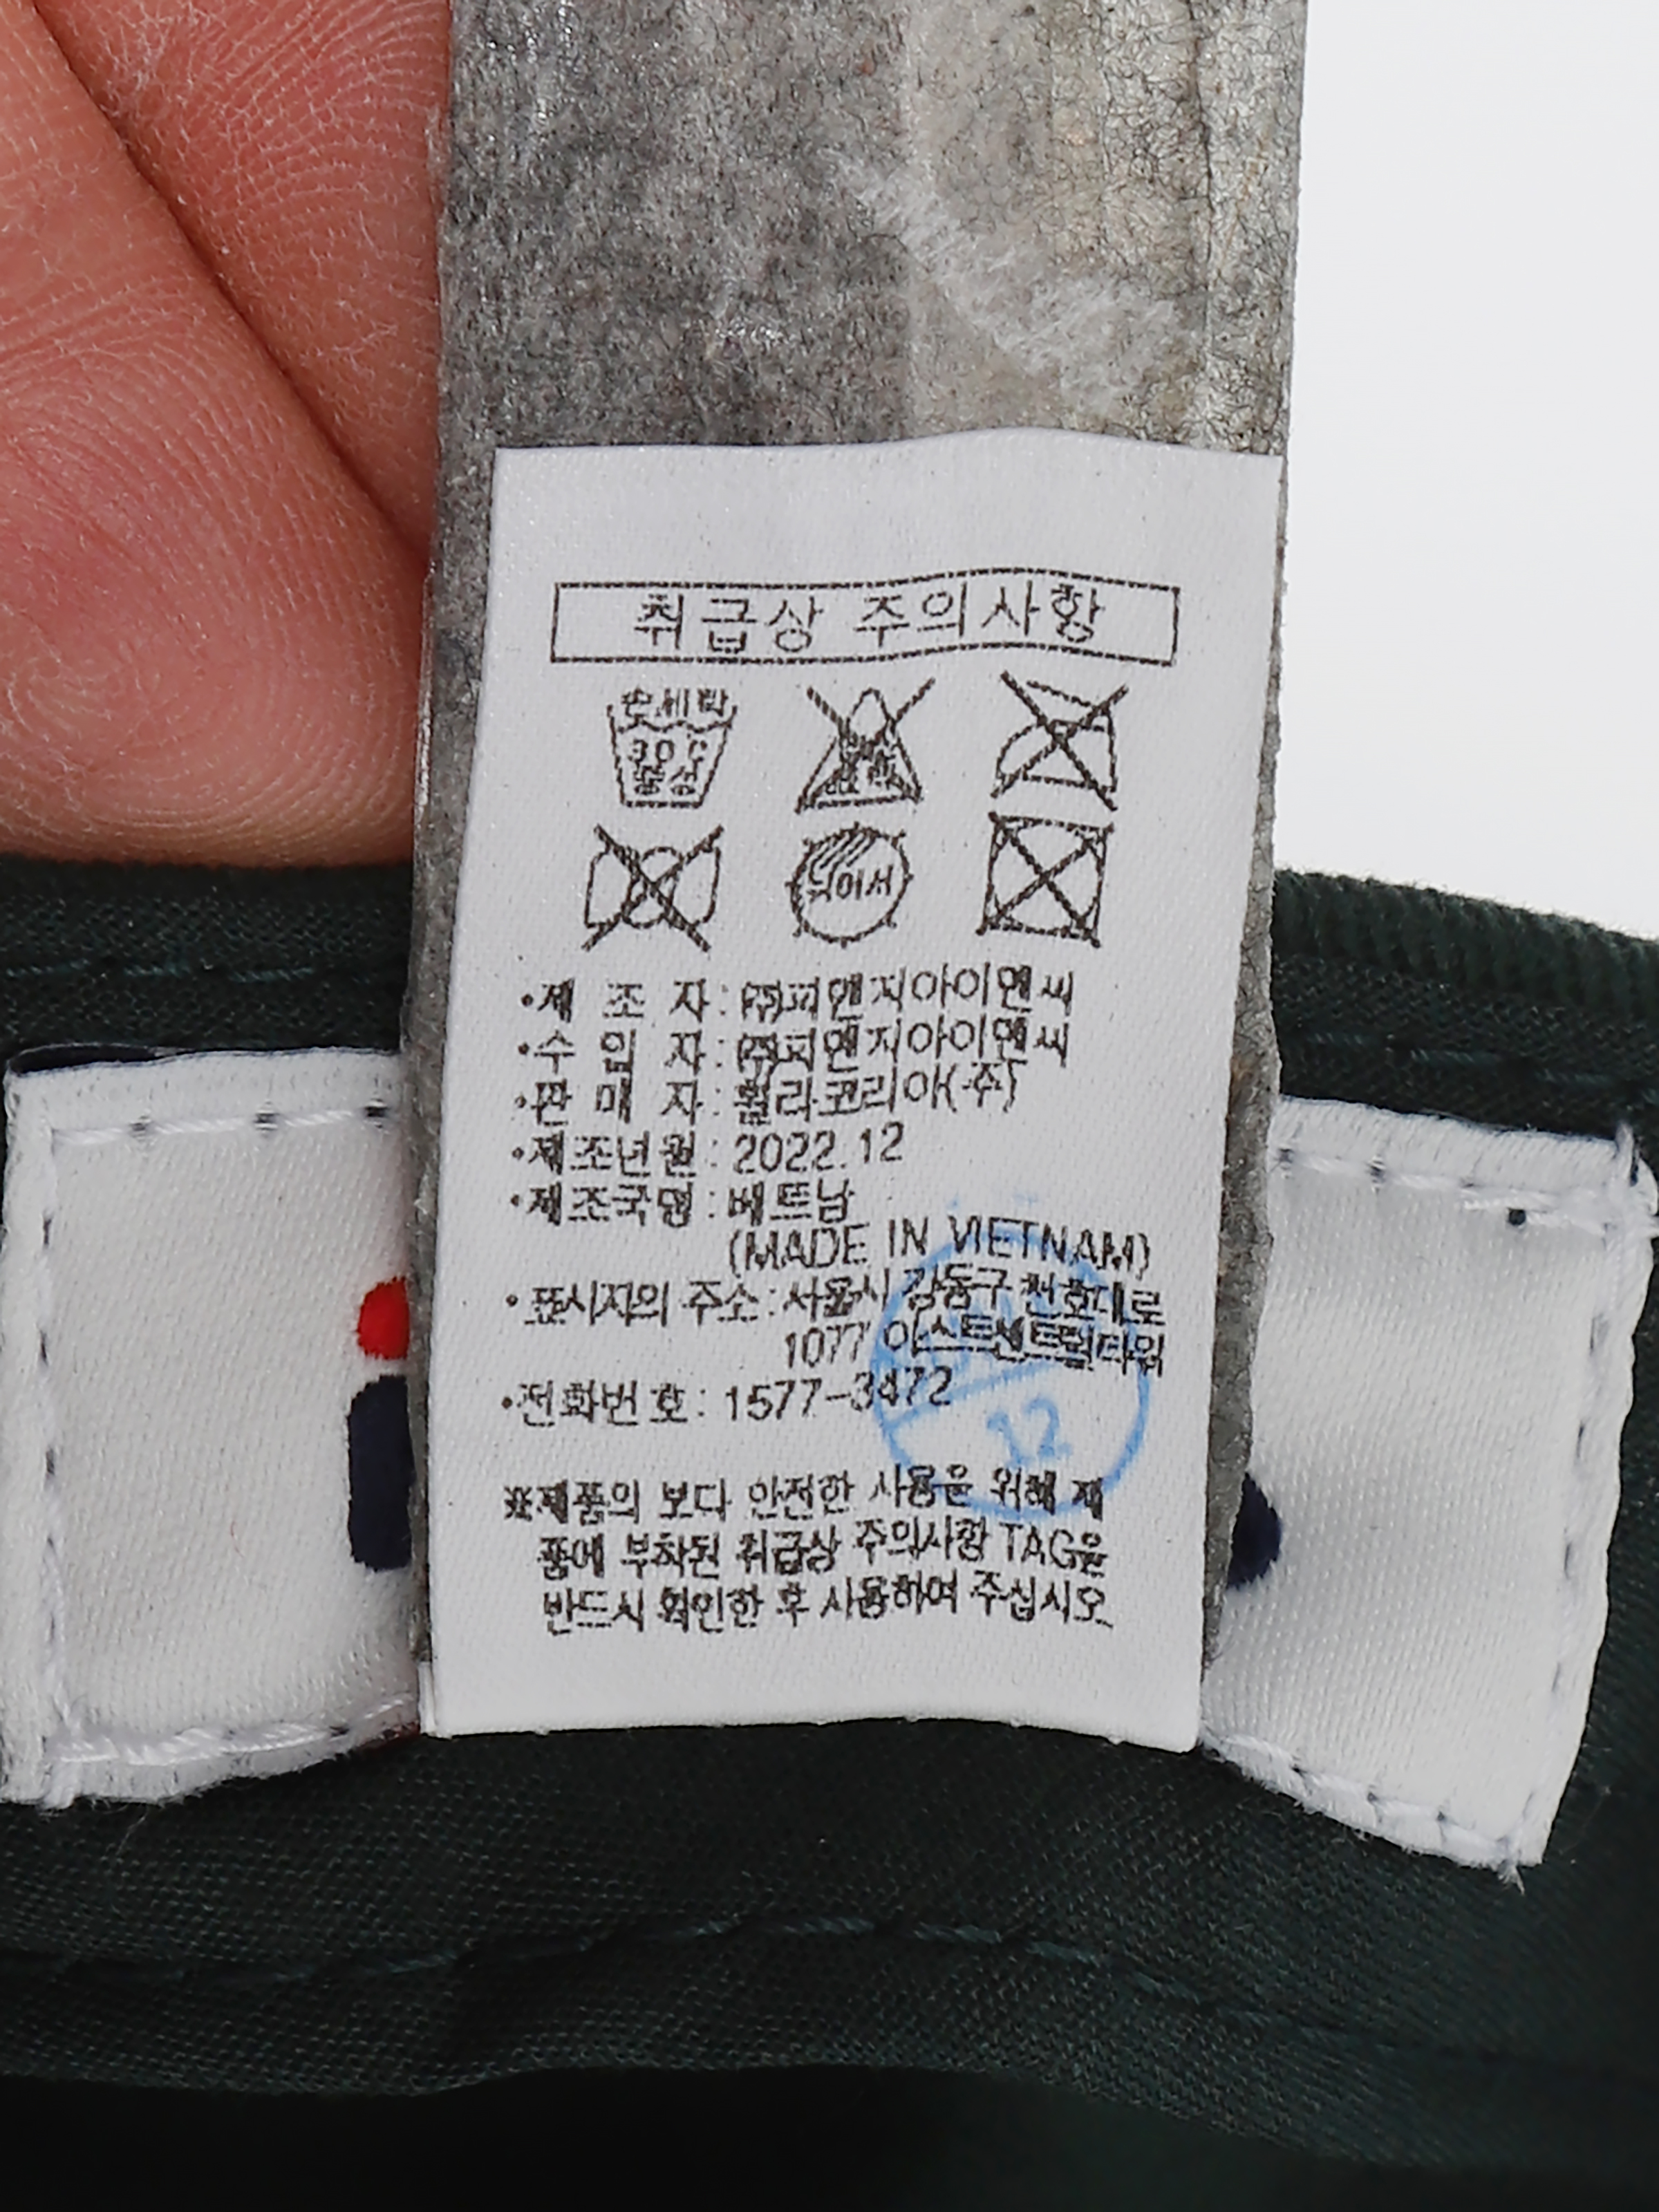 취급상 주의사항
손세탁
30℃
중성
뉘어서
•제 조 자 : ㈜피앤지아이앤씨
•수 입 자 : ㈜피앤지아이앤씨
•판 매 자 : 휠라코리아(주)
•제조년월 : 2022.12
•제조국명 : 베트남
(MADE IN VIETNAM)
•표시자의 주소 : 서울시 강동구 천호대로
1077 이스트센트럴타워
•전화번호 : 1577-3472
12
※제품의 보다 안전한 사용을 위해 제
품에 부착된 취급상 주의사항 TAG을
반드시 확인한 후 사용하여 주십시오